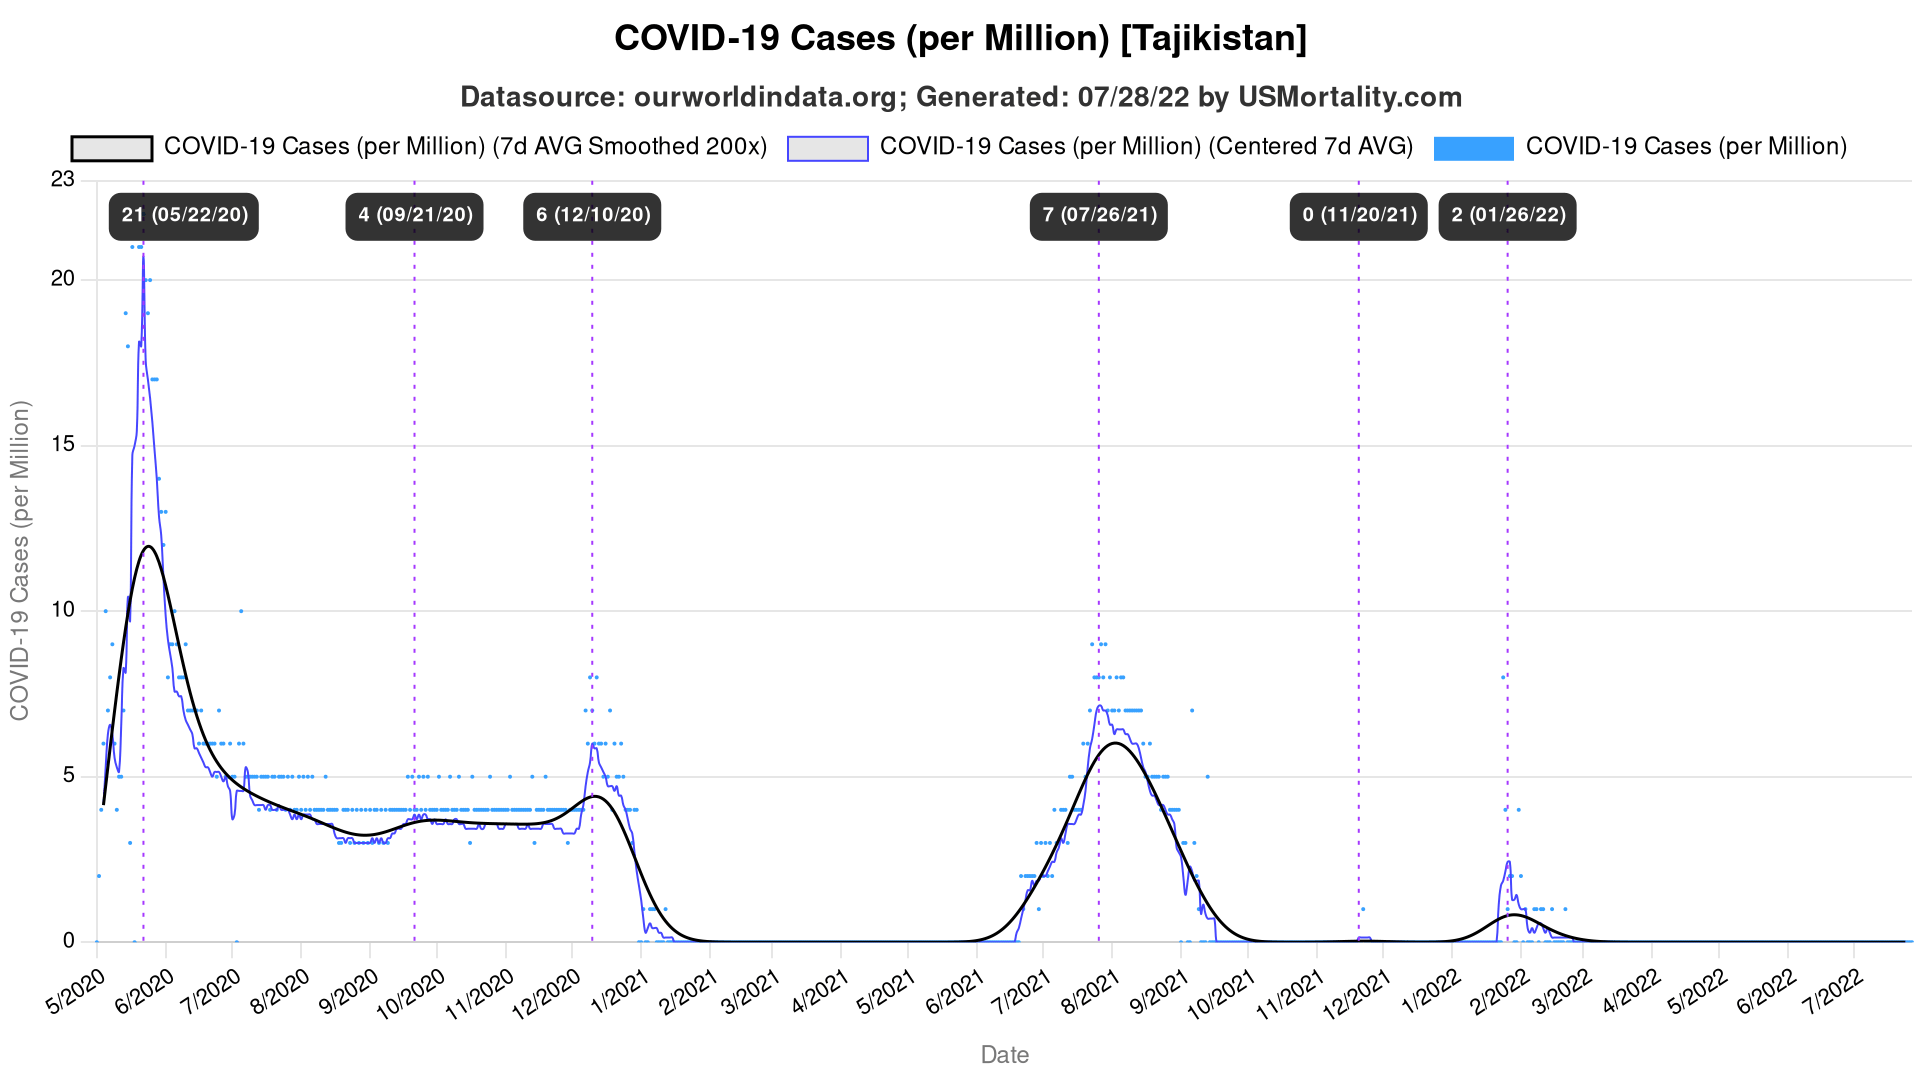 COVID-19 Cases (per Million) [Tajikistan]
Datasource: ourworldindata.org; Generated: 07/28/22 by USMortality.com
COVID-19 Cases (per Million) (7d AVG Smoothed 200x) COVID-19 Cases (per Million) (Centered 7d AVG) COVID-19 Cases (per Million)
23
21 (05/22/20) 4 (09/21/20) 6 (12/10/20) 7 (07/26/21) 0 (11/20/21) 2 (01/26/22)
20
15
10
5
0
COVID-19 Cases (per Million)
5/2020 6/2020 7/2020 8/2020 9/2020 10/2020 11/2020 12/2020 1/2021 2/2021 3/2021 4/2021 5/2021 6/2021 7/2021 8/2021 9/2021 10/2021 11/2021 12/2021 1/2022 2/2022 3/2022 4/2022 5/2022 6/2022 7/2022
Date